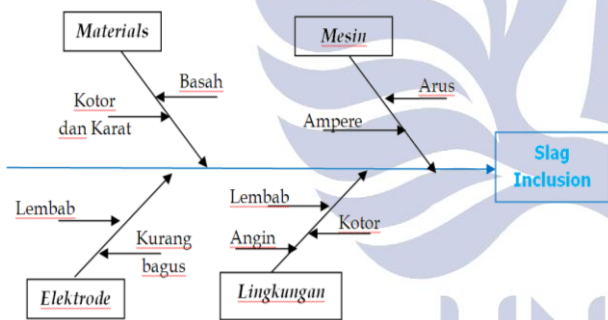 Materials
Mesin
Basah
Kotor
dan Karat
Arus
Ampere
Slag
Inclusion
Lembab
Kurang
bagus
Lembab
Kotor
Angin
Elektrode
Lingkungan